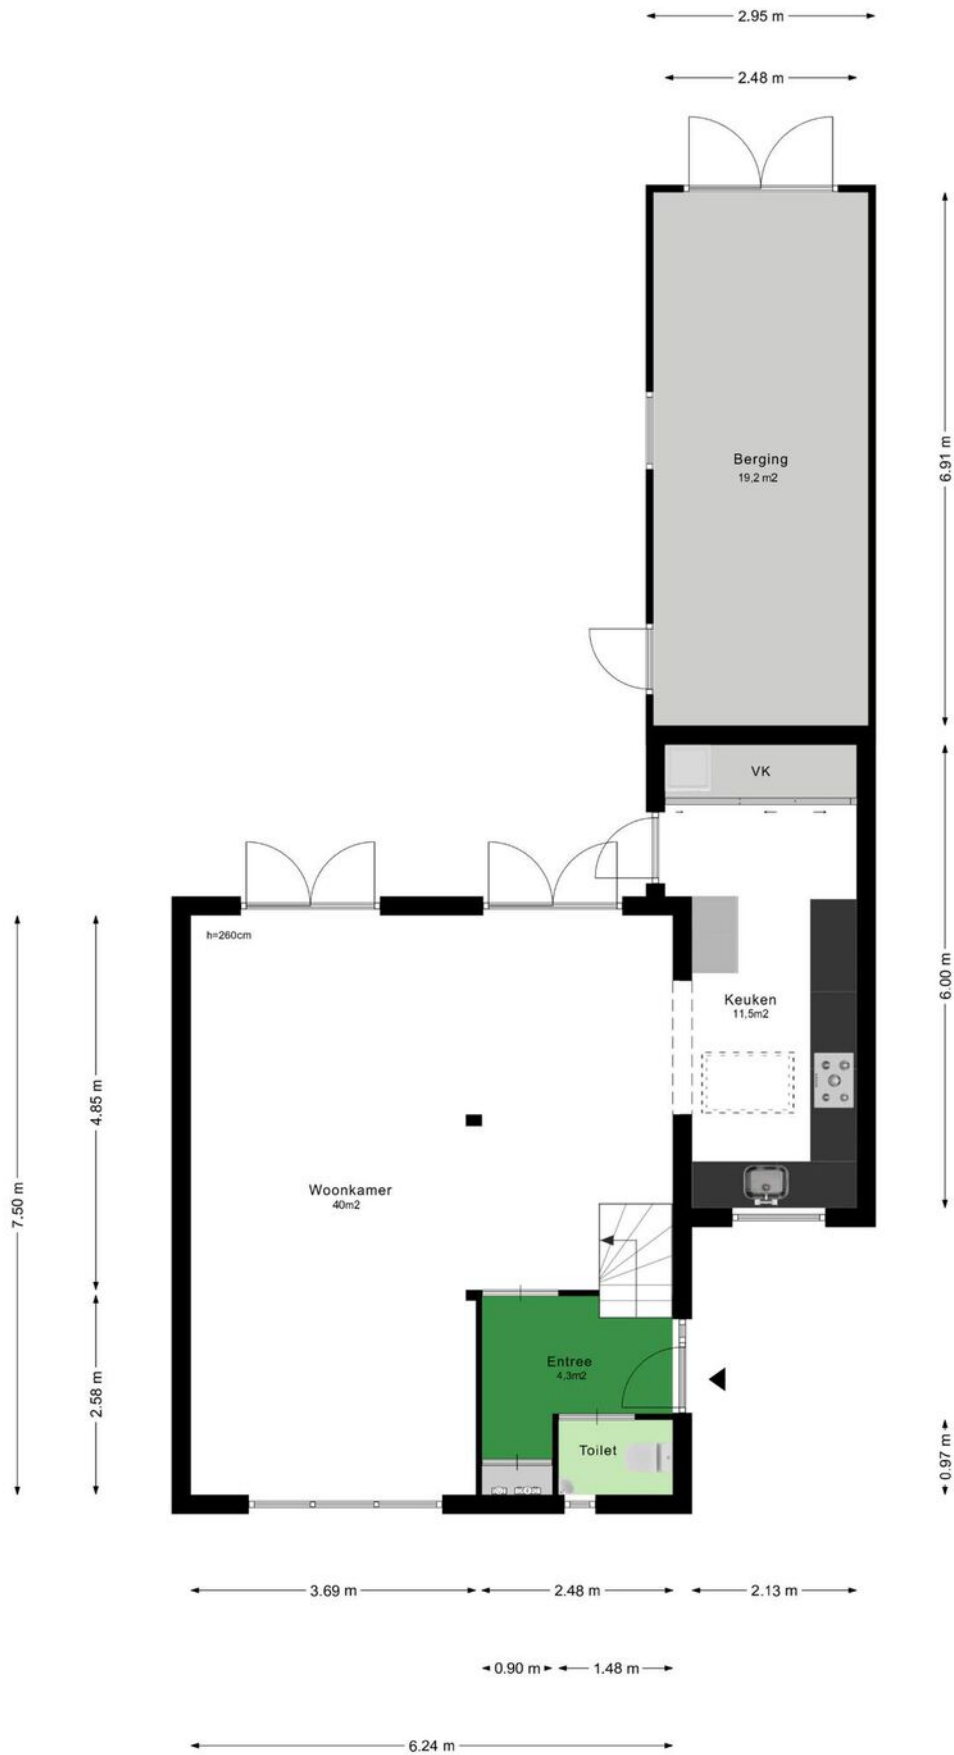 2.95 m
2.48 m
6.91 m
Berging
19,2 m2
VK
h=260cm
6.00 m
Keuken
11,5m2
4.85 m
7.50 m
Woonkamer
40m2
Entree
4,3m2
2.58 m
Toilet
0.97 m
3.69 m
2.48 m
2.13 m
0.90 m
1.48 m
6.24 m